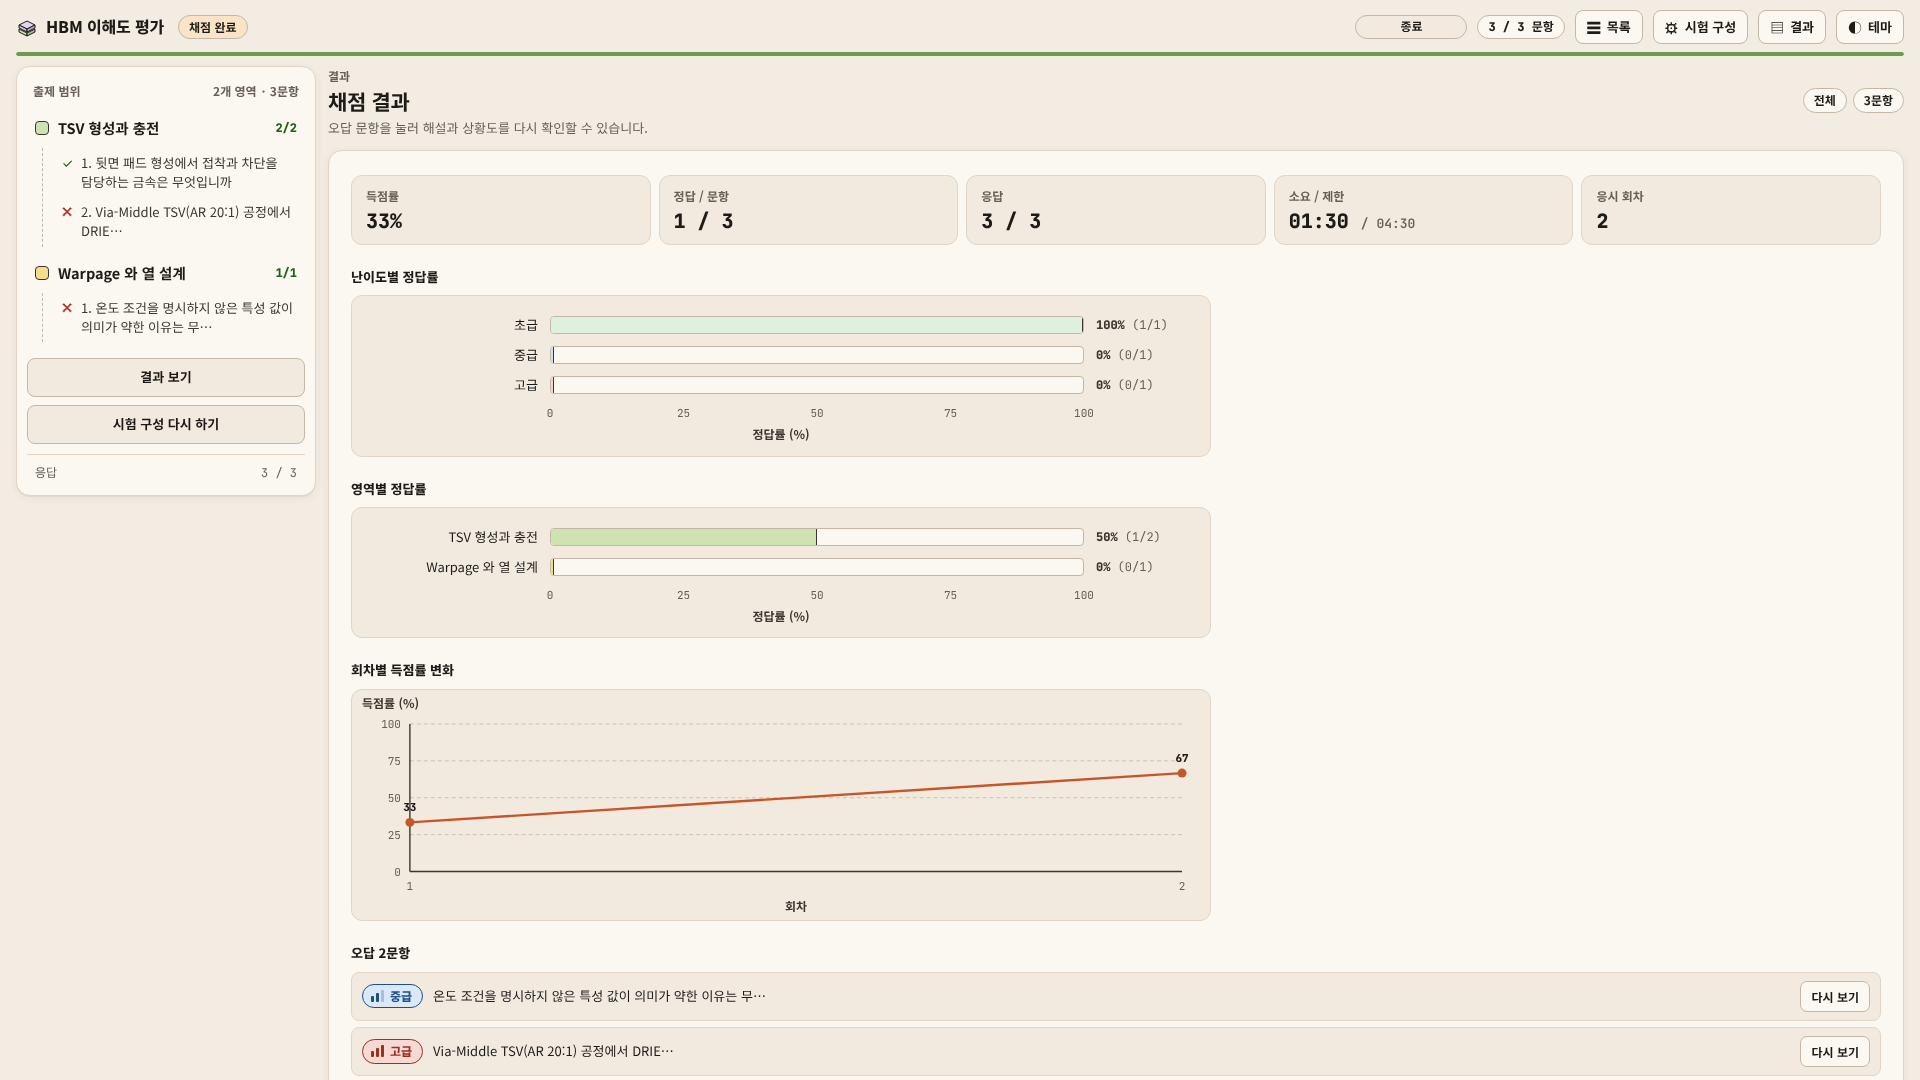 HBM 이해도 평가
채점 완료
종료
3 / 3 문항
목록
시험 구성
결과
테마
출제 범위
2개 영역 · 3문항
TSV 형성과 충전
2/2
1. 뒷면 패드 형성에서 접착과 차단을
담당하는 금속은 무엇입니까
2. Via-Middle TSV(AR 20:1) 공정에서
DRIE…
Warpage 와 열 설계
1/1
1. 온도 조건을 명시하지 않은 특성 값이
의미가 약한 이유는 무…
결과 보기
시험 구성 다시 하기
응답
3 / 3
결과
채점 결과
오답 문항을 눌러 해설과 상황도를 다시 확인할 수 있습니다.
전체
3문항
득점률
33%
정답 / 문항
1 / 3
응답
3 / 3
소요 / 제한
01:30 / 04:30
응시 회차
2
난이도별 정답률
초급
100% (1/1)
중급
0% (0/1)
고급
0% (0/1)
0 25 50 75 100
정답률 (%)
영역별 정답률
TSV 형성과 충전
50% (1/2)
Warpage 와 열 설계
0% (0/1)
0 25 50 75 100
정답률 (%)
회차별 득점률 변화
득점률 (%)
100
75
50
25
0
33
67
1
2
회차
오답 2문항
중급
온도 조건을 명시하지 않은 특성 값이 의미가 약한 이유는 무…
다시 보기
고급
Via-Middle TSV(AR 20:1) 공정에서 DRIE…
다시 보기